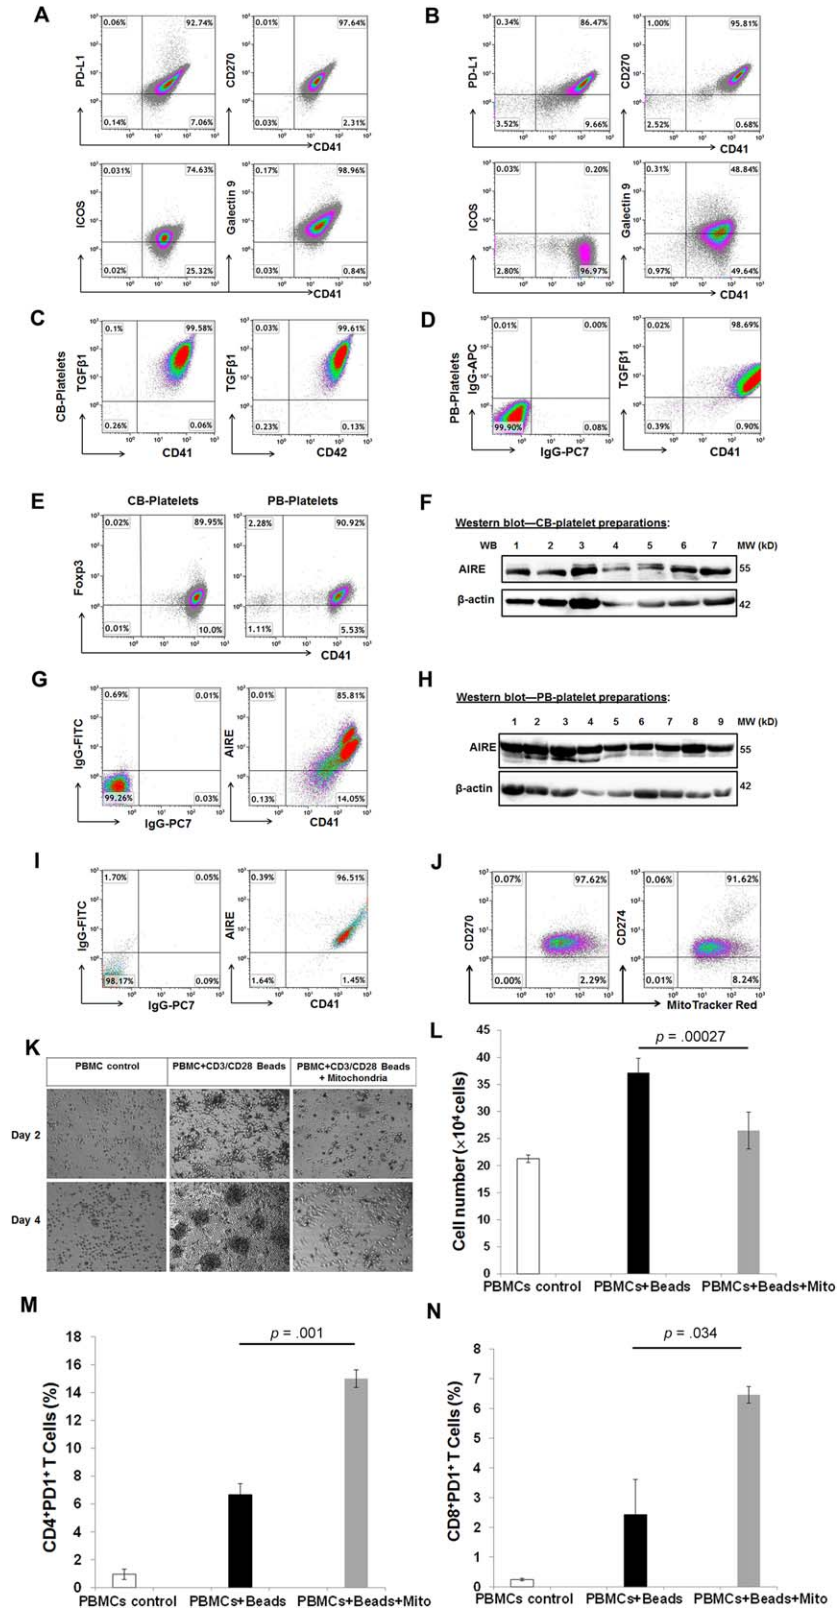 A
0.06% 92.74%
PD-L1
0.14% 7.06%
0.01% 97.64%
CD270
0.03% 2.31%
CD41
0.031% 74.63%
ICOS
0.02% 25.32%
0.17% 98.96%
Galectin 9
0.03% 0.84%
CD41
B
0.34% 86.47%
PD-L1
3.52% 9.66%
1.00% 95.81%
CD270
2.52% 0.68%
CD41
0.03% 0.20%
ICOS
2.80% 96.97%
0.31% 48.84%
Galectin 9
0.97% 49.64%
CD41
C
CB-Platelets
0.1% 99.58%
TGFβ1
0.26% 0.06%
CD41
0.03% 99.61%
TGFβ1
0.23% 0.13%
CD42
D
PB-Platelets
0.01% 0.00%
IgG-APC
99.90% 0.08%
IgG-PC7
0.02% 98.69%
TGFβ1
0.39% 0.90%
CD41
E
CB-Platelets PB-Platelets
0.02% 89.95%
Foxp3
0.01% 10.0%
2.28% 90.92%
1.11% 5.53%
CD41
F
Western blot—CB-platelet preparations:
WB 1 2 3 4 5 6 7 MW (kD)
AIRE 55
β-actin 42
G
0.69% 0.01%
IgG-FITC
99.26% 0.03%
IgG-PC7
0.01% 85.81%
AIRE
0.13% 14.05%
CD41
H
Western blot—PB-platelet preparations:
1 2 3 4 5 6 7 8 9 MW (kD)
AIRE 55
β-actin 42
I
1.70% 0.05%
IgG-FITC
98.17% 0.09%
IgG-PC7
0.39% 96.51%
AIRE
1.64% 1.45%
CD41
J
0.07% 97.62%
CD270
0.00% 2.29%
0.06% 91.62%
CD274
0.01% 8.24%
MitoTracker Red
K
PBMC control PBMC+CD3/CD28 Beads PBMC+CD3/CD28 Beads
+ Mitochondria
Day 2
Day 4
L
p = .00027
Cell number (×10⁴ cells)
45
40
35
30
25
20
15
10
5
0
PBMCs control PBMCs+Beads PBMCs+Beads+Mito
M
p = .001
CD4⁺PD1⁺ T Cells (%)
18
16
14
12
10
8
6
4
2
0
PBMCs control PBMCs+Beads PBMCs+Beads+Mito
N
p = .034
CD8⁺PD1⁺ T Cells (%)
8
7
6
5
4
3
2
1
0
PBMCs control PBMCs+Beads PBMCs+Beads+Mito